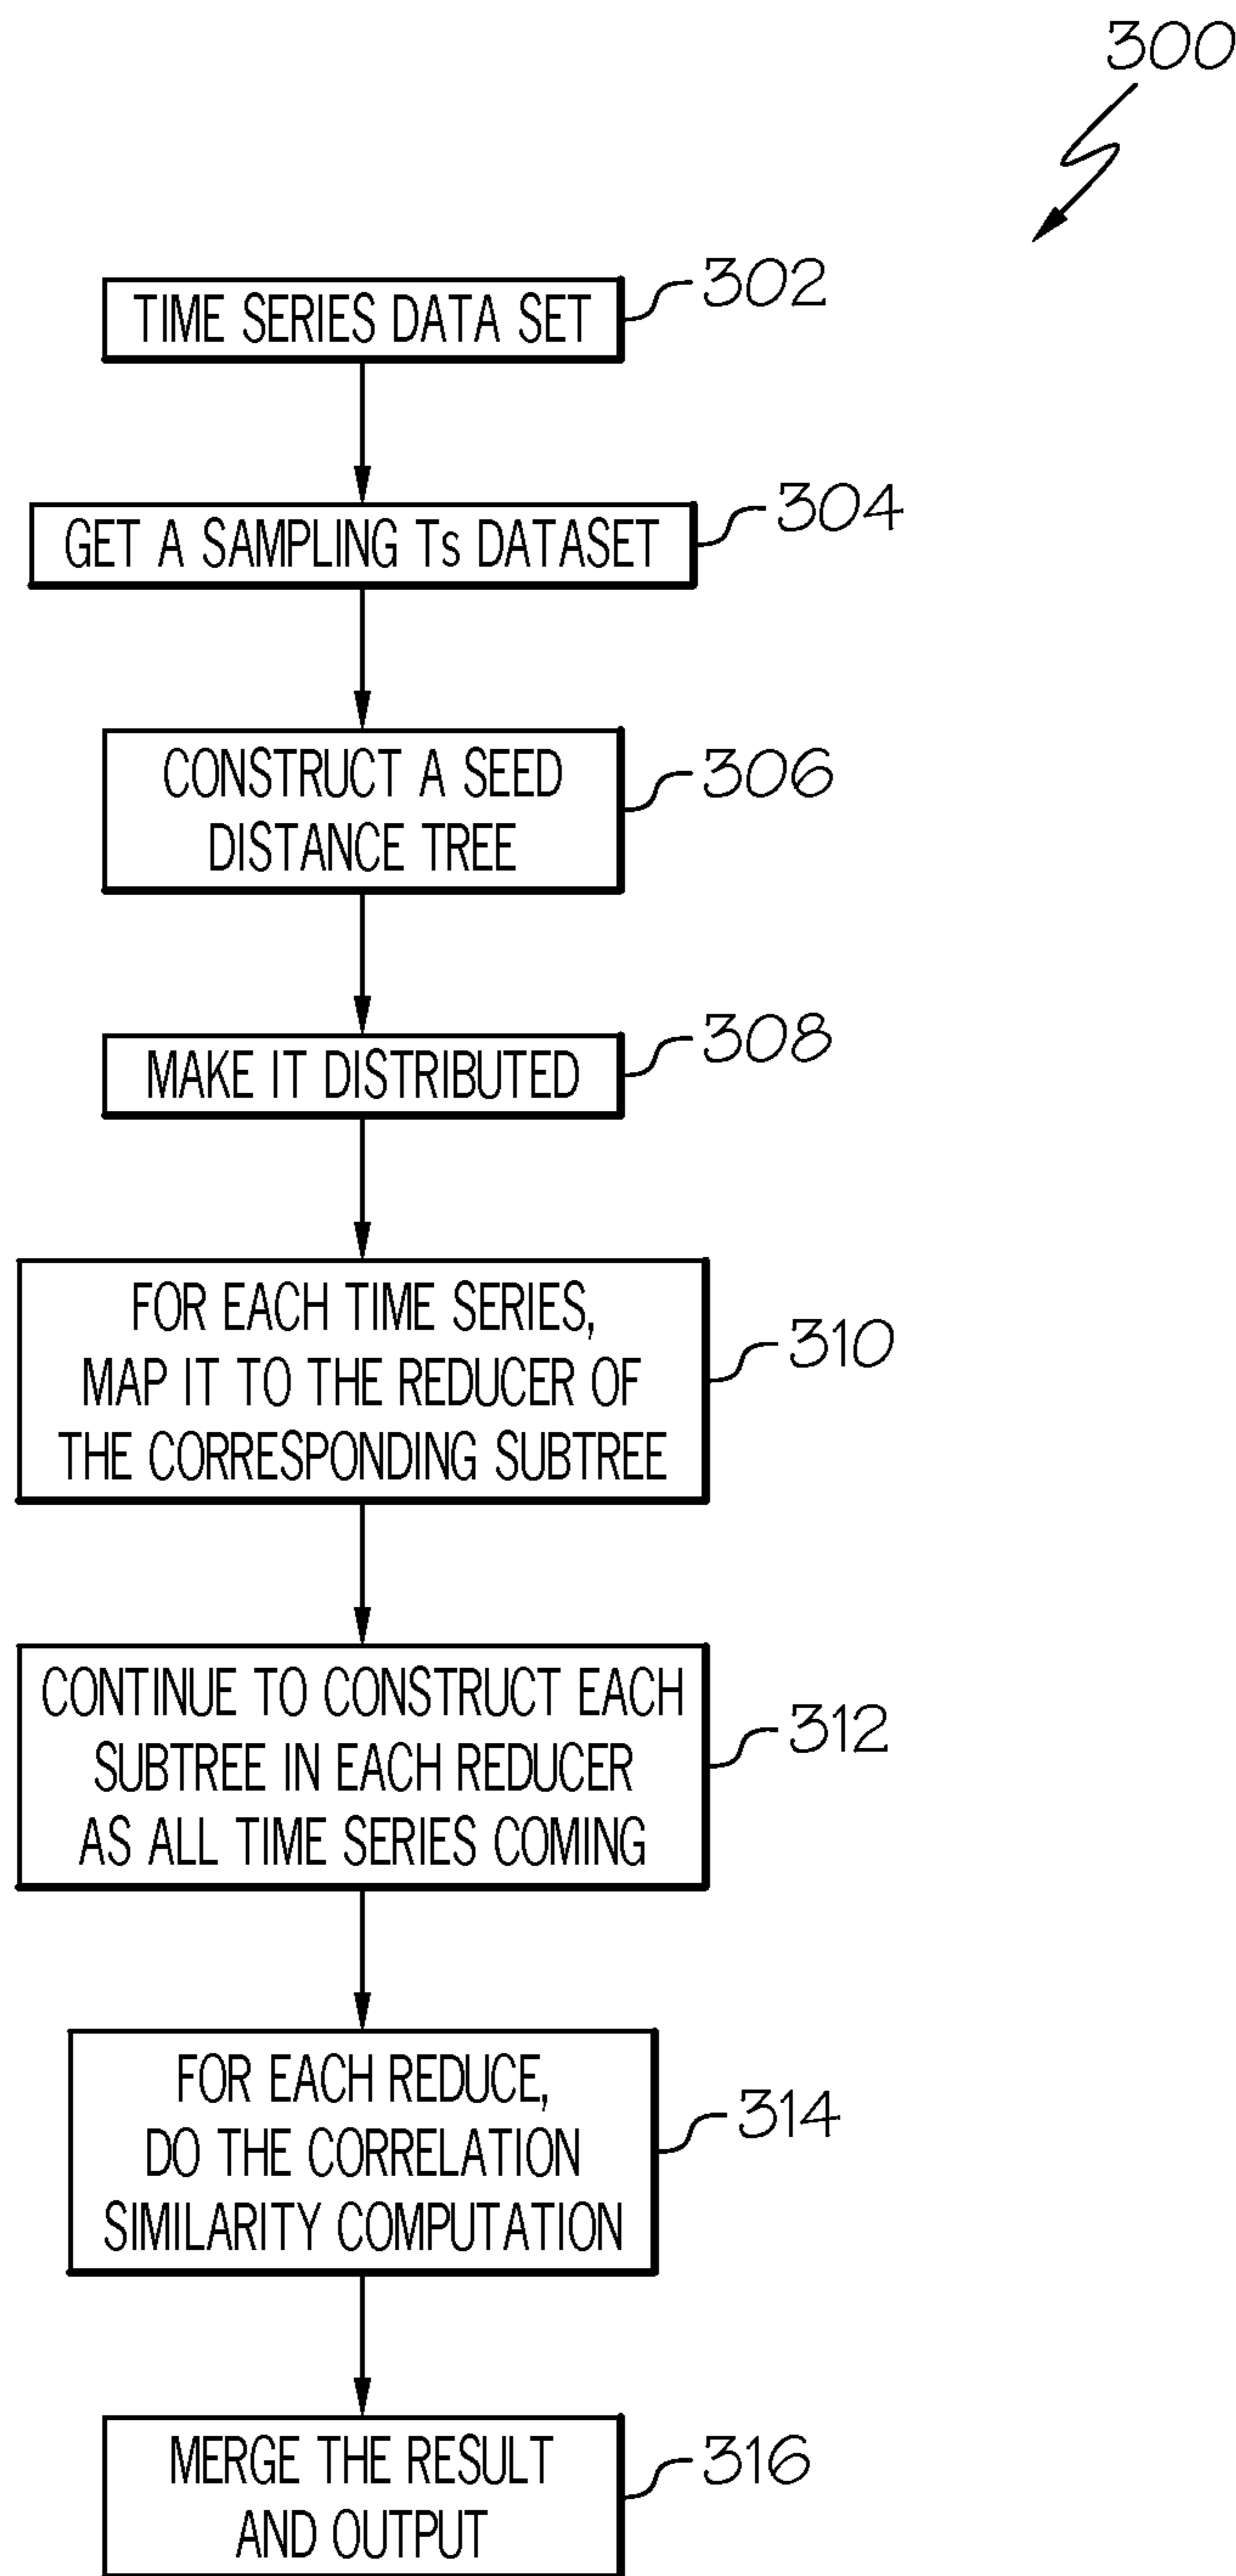 300
TIME SERIES DATA SET
302
GET A SAMPLING Ts DATASET
304
CONSTRUCT A SEED
DISTANCE TREE
306
MAKE IT DISTRIBUTED
308
FOR EACH TIME SERIES,
MAP IT TO THE REDUCER OF
THE CORRESPONDING SUBTREE
310
CONTINUE TO CONSTRUCT EACH
SUBTREE IN EACH REDUCER
AS ALL TIME SERIES COMING
312
FOR EACH REDUCE,
DO THE CORRELATION
SIMILARITY COMPUTATION
314
MERGE THE RESULT
AND OUTPUT
316